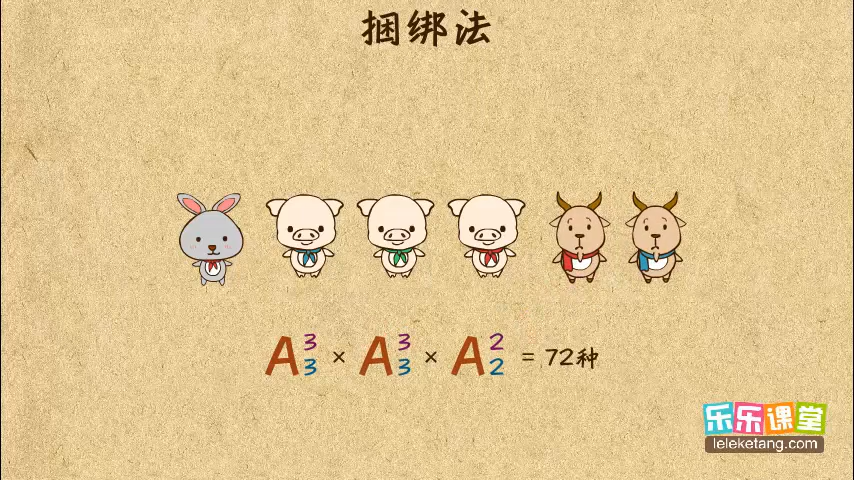 捆绑法
A³₃ × A³₃ × A²₂ = 72种
乐乐课堂
leleketang.com